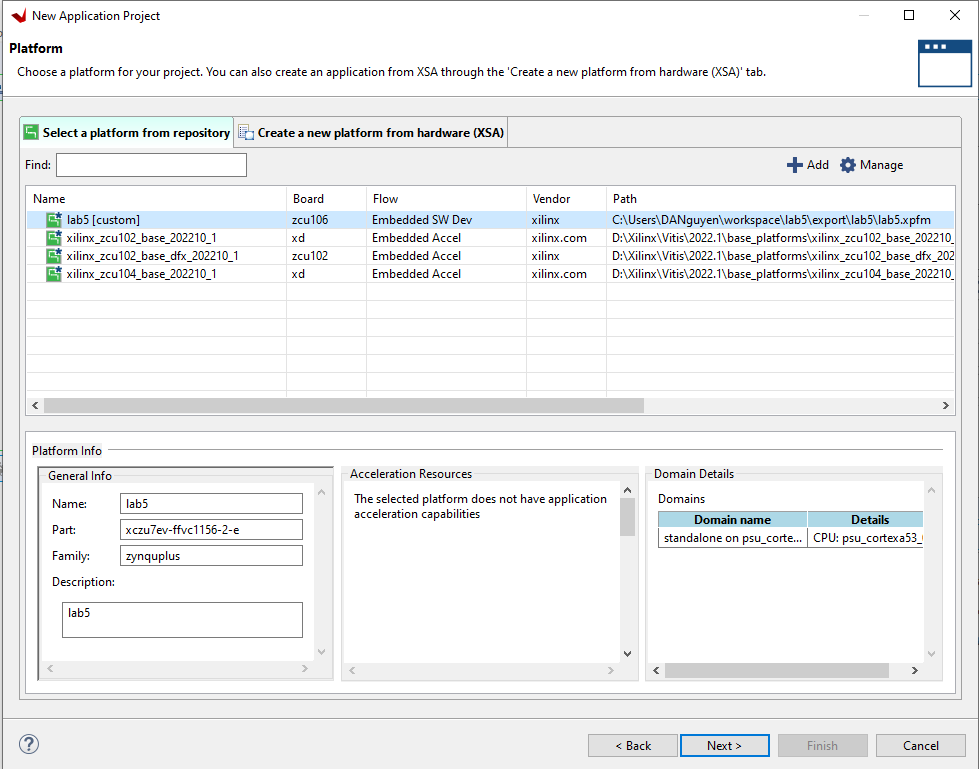 New Application Project
Platform
Choose a platform for your project. You can also create an application from XSA through the 'Create a new platform from hardware (XSA)' tab.
Select a platform from repository Create a new platform from hardware (XSA)
Find: Add Manage
Name Board Flow Vendor Path
lab5 [custom] zcu106 Embedded SW Dev xilinx C:\Users\DANguyen\workspace\lab5\export\lab5\lab5.xpfm
xilinx_zcu102_base_202210_1 xd Embedded Accel xilinx.com D:\Xilinx\Vitis\2022.1\base_platforms\xilinx_zcu102_base_202210_
xilinx_zcu102_base_dfx_202210_1 zcu102 Embedded Accel xilinx D:\Xilinx\Vitis\2022.1\base_platforms\xilinx_zcu102_base_dfx_202
xilinx_zcu104_base_202210_1 xd Embedded Accel xilinx.com D:\Xilinx\Vitis\2022.1\base_platforms\xilinx_zcu104_base_202210_
Platform Info
General Info
Name: lab5
Part: xczu7ev-ffvc1156-2-e
Family: zynquplus
Description:
lab5
Acceleration Resources
The selected platform does not have application
acceleration capabilities
Domain Details
Domains
Domain name Details
standalone on psu_corte... CPU: psu_cortexa53_
? < Back Next > Finish Cancel